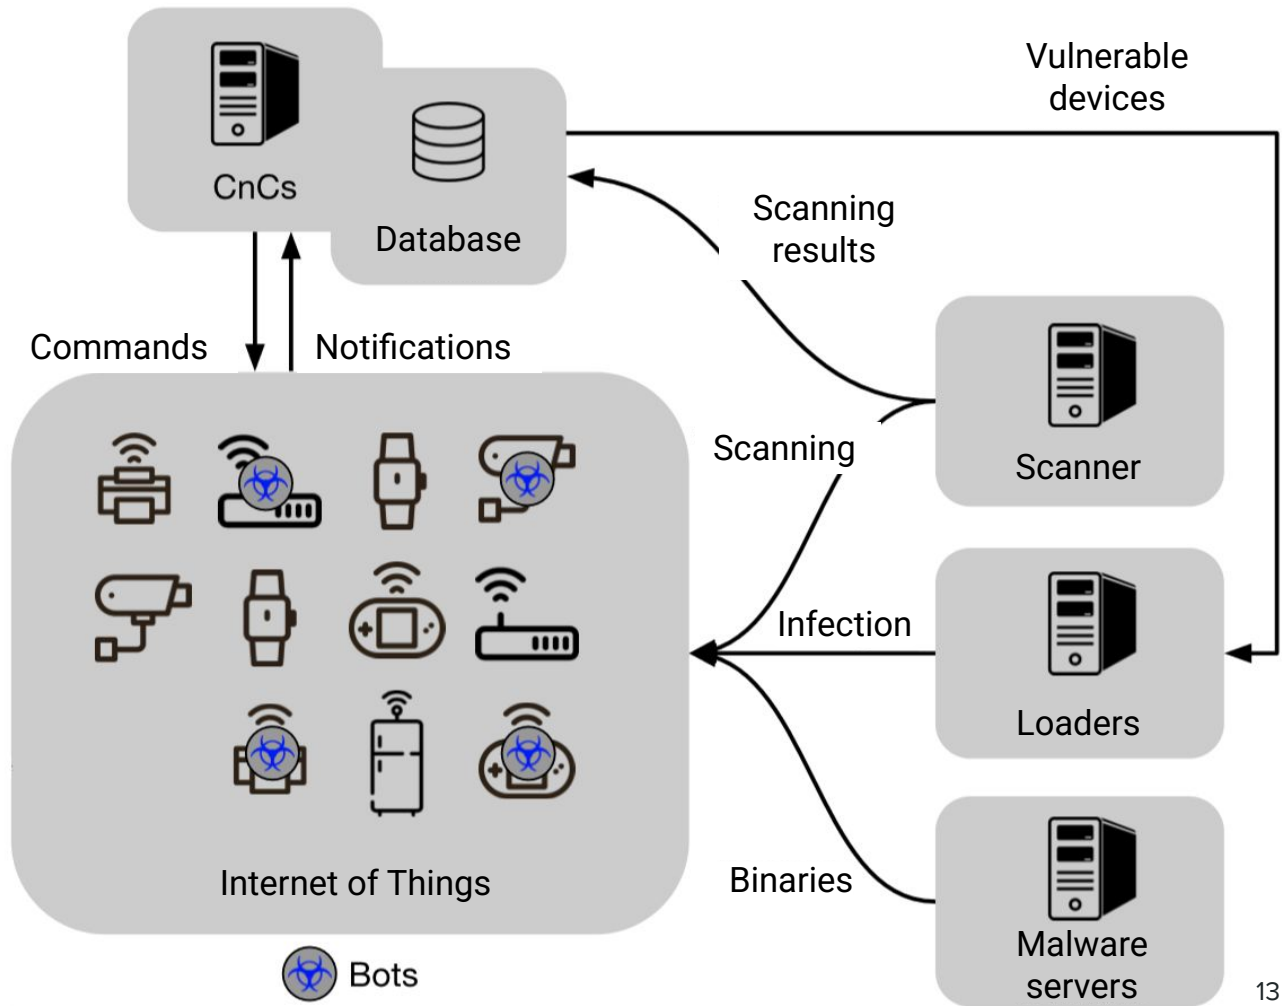 Vulnerable
devices
CnCs
Scanning
results
Database
Commands
Notifications
Scanning
Scanner
Infection
Loaders
Internet of Things
Binaries
Malware
servers
Bots
13